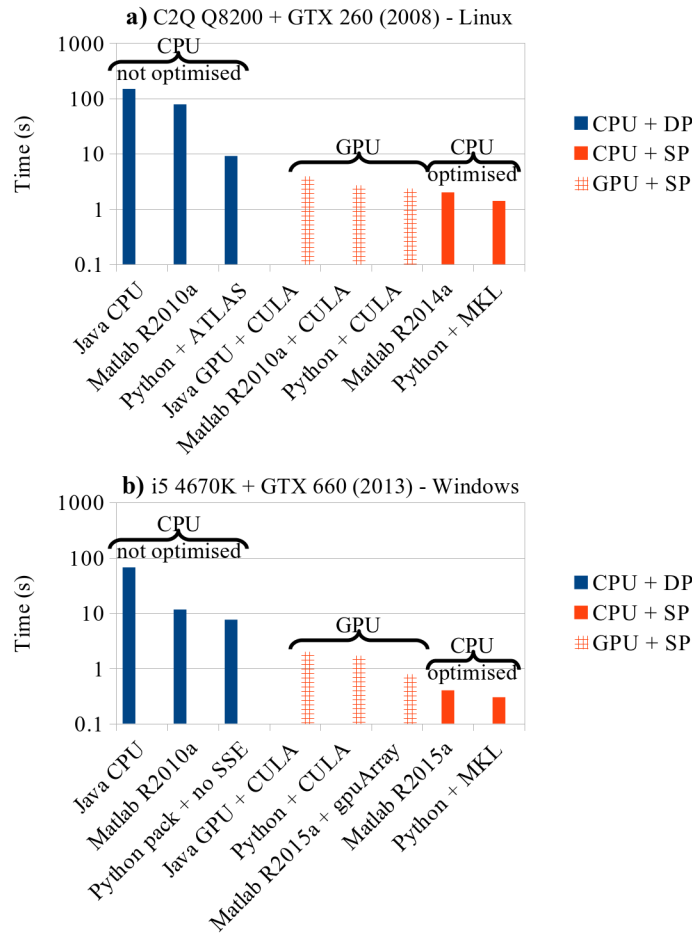 a) C2Q Q8200 + GTX 260 (2008) - Linux
1000
100
10
1
0.1
Time (s)
CPU
not optimised
GPU
CPU
optimised
CPU + DP
CPU + SP
GPU + SP
Java CPU
Matlab R2010a
Python + ATLAS
Java GPU + CULA
Matlab R2010a + CULA
Python + CULA
Matlab R2014a
Python + MKL
b) i5 4670K + GTX 660 (2013) - Windows
1000
100
10
1
0.1
Time (s)
CPU
not optimised
GPU
CPU
optimised
CPU + DP
CPU + SP
GPU + SP
Java CPU
Matlab R2010a
Python pack + no SSE
Java GPU + CULA
Python + CULA
Matlab R2015a + gpuArray
Matlab R2015a
Python + MKL